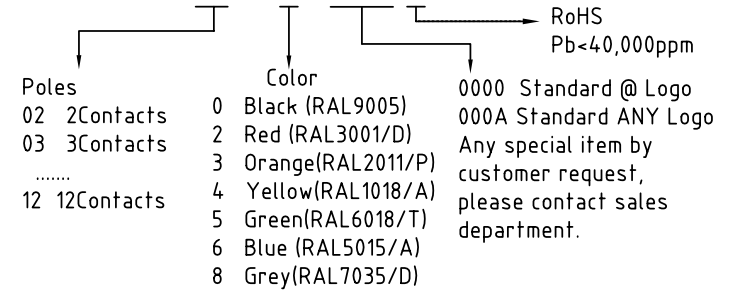 RoHS
Pb<40,000ppm
Poles
02 2Contacts
03 3Contacts
.......
12 12Contacts
Color
0 Black (RAL9005)
2 Red (RAL3001/D)
3 Orange(RAL2011/P)
4 Yellow(RAL1018/A)
5 Green(RAL6018/T)
6 Blue (RAL5015/A)
8 Grey(RAL7035/D)
0000 Standard @ Logo
000A Standard ANY Logo
Any special item by
customer request,
please contact sales
department.